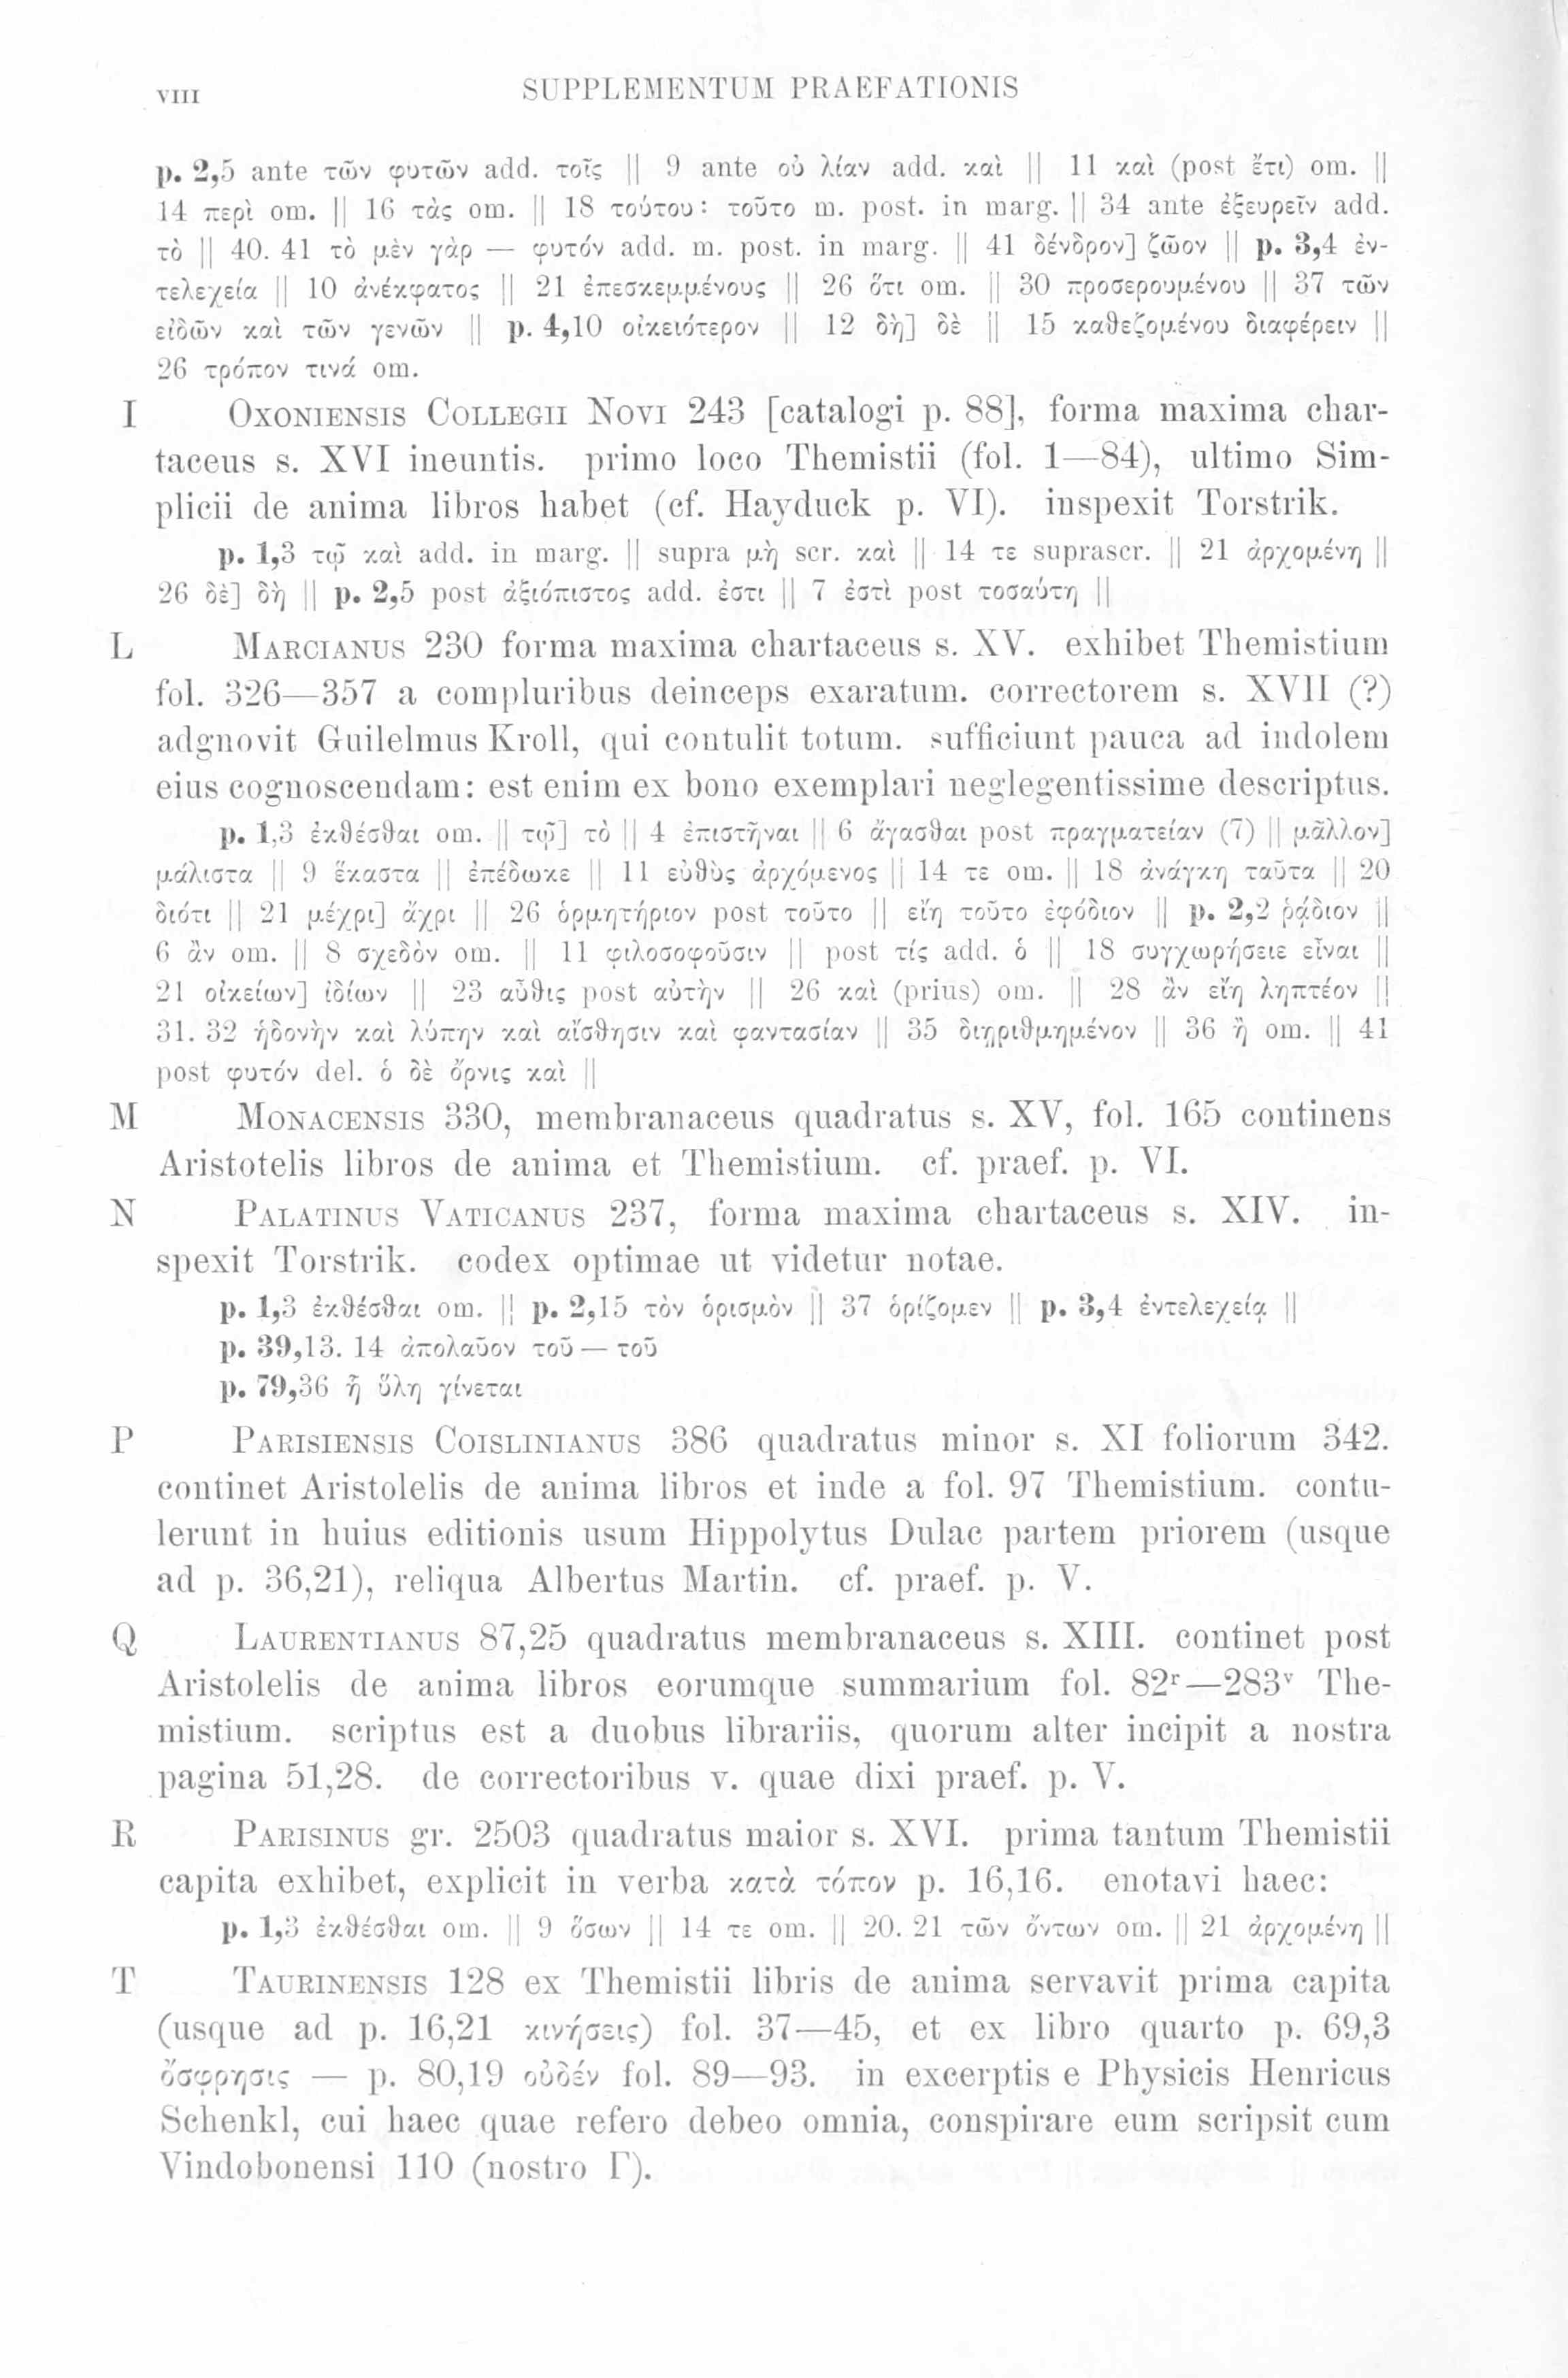 VIII SUPPLEMENTUM PRAEFATIONIS
p. 2,5 ante τῶν φυτῶν add. τοῖς || 9 ante οὐ λίαν add. καὶ || 11 καὶ (post ἔτι) om. ||
14 περὶ om. || 16 τὰς om. || 18 τούτου: τοῦτο m. post. in marg. || 34 ante ἐξευρεῖν add.
τὸ || 40. 41 τὸ μὲν γὰρ — φυτόν add. m. post. in marg. || 41 δένδρον] ζῶον || p. 3,4 ἐν-
τελεχεία || 10 ἀνέκφατος || 21 ἐπεσκεμμένους || 26 ὅτι om. || 30 προσερουμένου || 37 τῶν
εἰδῶν καὶ τῶν γενῶν || p. 4,10 οἰκειότερον || 12 δὴ] δὲ || 15 καθεζομένου διαφέρειν ||
26 τρόπον τινά om.
I OXONIENSIS COLLEGII NOVI 243 [catalogi p. 88], forma maxima char-
taceus s. XVI ineuntis. primo loco Themistii (fol. 1—84), ultimo Sim-
plicii de anima libros habet (cf. Hayduck p. VI). inspexit Torstrik.
p. 1,3 τῷ καὶ add. in marg. || supra μὴ scr. καὶ || 14 τε suprascr. || 21 ἀρχομένη ||
26 δὲ] δὴ || p. 2,5 post ἀξιόπιστος add. ἐστι || 7 ἐστὶ post τοσαύτη ||
L MARCIANUS 230 forma maxima chartaceus s. XV. exhibet Themistium
fol. 326—357 a compluribus deinceps exaratum. correctorem s. XVII (?)
adgnovit Guilelmus Kroll, qui contulit totum. sufficiunt pauca ad indolem
eius cognoscendam: est enim ex bono exemplari neglegentissime descriptus.
p. 1,3 ἐκθέσθαι om. || τῷ] τὸ || 4 ἐπιστῆναι || 6 ἄγασθαι post πραγματείαν (7) || μᾶλλον]
μάλιστα || 9 ἕκαστα || ἐπέδωκε || 11 εὐθὺς ἀρχόμενος || 14 τε om. || 18 ἀνάγκη ταῦτα || 20
διότι || 21 μέχρι] ἄχρι || 26 ὁρμητήριον post τοῦτο || εἴη τοῦτο ἐφόδιον || p. 2,2 ῥᾴδιον ||
6 ἂν om. || 8 σχεδὸν om. || 11 φιλοσοφοῦσιν || post τίς add. ὁ || 18 συγχωρήσειε εἶναι ||
21 οἰκείων] ἰδίων || 23 αὖθις post αὐτὴν || 26 καὶ (prius) om. || 28 ἂν εἴη ληπτέον ||
31. 32 ἡδονὴν καὶ λύπην καὶ αἴσθησιν καὶ φαντασίαν || 35 διῃριθμημένον || 36 ἢ om. || 41
post φυτόν del. ὁ δὲ ὄρνις καὶ ||
M MONACENSIS 330, membranaceus quadratus s. XV, fol. 165 continens
Aristotelis libros de anima et Themistium. cf. praef. p. VI.
N PALATINUS VATICANUS 237, forma maxima chartaceus s. XIV. in-
spexit Torstrik. codex optimae ut videtur notae.
p. 1,3 ἐκθέσθαι om. || p. 2,15 τὸν ὁρισμὸν || 37 ὁρίζομεν || p. 3,4 ἐντελεχείᾳ ||
p. 39,13. 14 ἀπολαῦον τοῦ — τοῦ
p. 79,36 ἢ ὕλη γίνεται
P PARISIENSIS COISLINIANUS 386 quadratus minor s. XI foliorum 342.
continet Aristolelis de anima libros et inde a fol. 97 Themistium. contu-
lerunt in huius editionis usum Hippolytus Dulac partem priorem (usque
ad p. 36,21), reliqua Albertus Martin. cf. praef. p. V.
Q LAURENTIANUS 87,25 quadratus membranaceus s. XIII. continet post
Aristolelis de anima libros eorumque summarium fol. 82r—283v The-
mistium. scriptus est a duobus librariis, quorum alter incipit a nostra
pagina 51,28. de correctoribus v. quae dixi praef. p. V.
R PARISINUS gr. 2503 quadratus maior s. XVI. prima tantum Themistii
capita exhibet, explicit in verba κατὰ τόπον p. 16,16. enotavi haec:
p. 1,3 ἐκθέσθαι om. || 9 ὅσων || 14 τε om. || 20. 21 τῶν ὄντων om. || 21 ἀρχομένη ||
T TAURINENSIS 128 ex Themistii libris de anima servavit prima capita
(usque ad p. 16,21 κινήσεις) fol. 37—45, et ex libro quarto p. 69,3
ὄσφρησις — p. 80,19 οὐδέν fol. 89—93. in excerptis e Physicis Henricus
Schenkl, cui haec quae refero debeo omnia, conspirare eum scripsit cum
Vindobonensi 110 (nostro Γ).